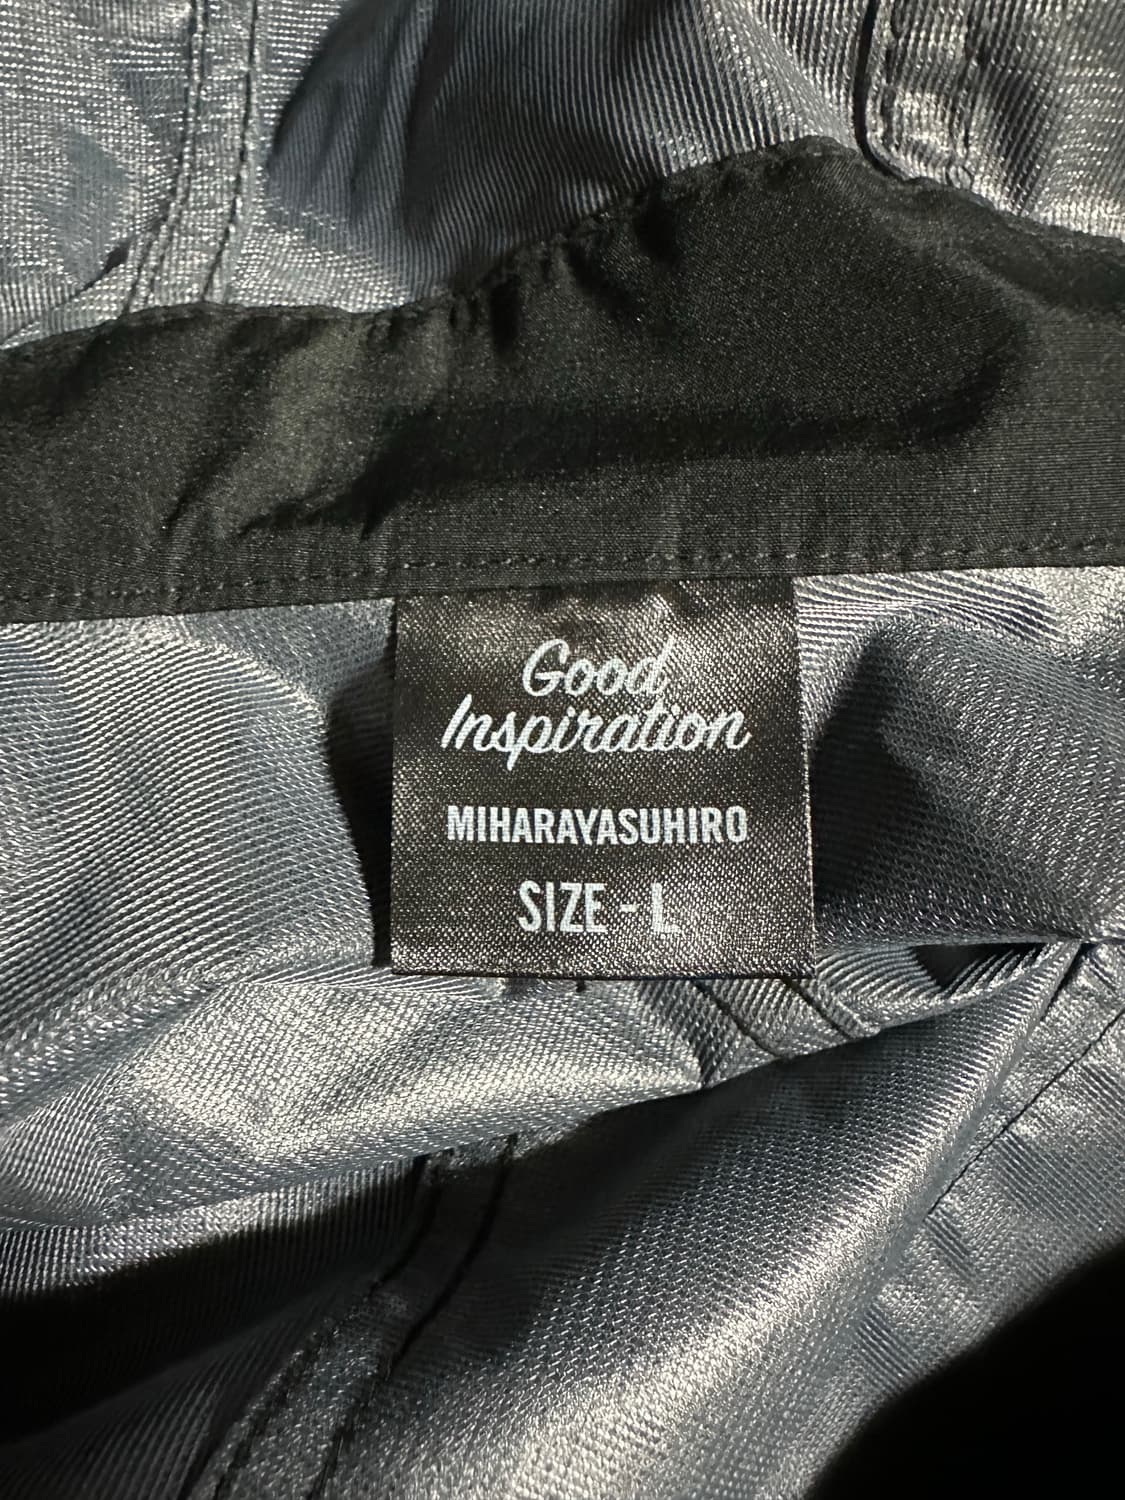 Good
Inspiration
MIHARAYASUHIRO
SIZE - L